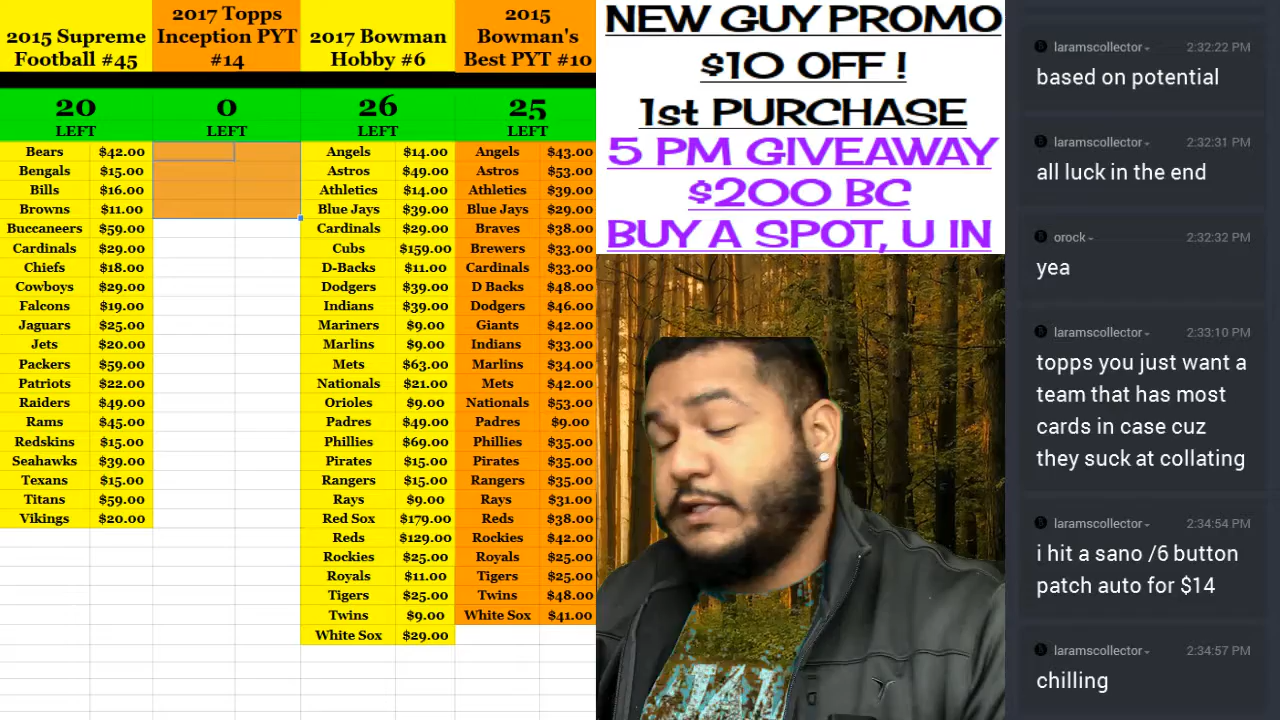 2015 Supreme
Football #45
2017 Topps
Inception PYT
#14
2017 Bowman
Hobby #6
2015
Bowman's
Best PYT #10
20
LEFT
0
LEFT
26
LEFT
25
LEFT
Bears $42.00
Bengals $15.00
Bills $16.00
Browns $11.00
Buccaneers $59.00
Cardinals $29.00
Chiefs $18.00
Cowboys $29.00
Falcons $19.00
Jaguars $25.00
Jets $20.00
Packers $59.00
Patriots $22.00
Raiders $49.00
Rams $45.00
Redskins $15.00
Seahawks $39.00
Texans $15.00
Titans $59.00
Vikings $20.00
Angels $14.00
Astros $49.00
Athletics $14.00
Blue Jays $39.00
Cardinals $29.00
Cubs $159.00
D-Backs $11.00
Dodgers $39.00
Indians $39.00
Mariners $9.00
Marlins $9.00
Mets $63.00
Nationals $21.00
Orioles $9.00
Padres $49.00
Phillies $69.00
Pirates $15.00
Rangers $15.00
Rays $9.00
Red Sox $179.00
Reds $129.00
Rockies $25.00
Royals $11.00
Tigers $25.00
Twins $9.00
White Sox $29.00
Angels $43.00
Astros $53.00
Athletics $39.00
Blue Jays $29.00
Braves $38.00
Brewers $33.00
Cardinals $33.00
D Backs $48.00
Dodgers $46.00
Giants $42.00
Indians $33.00
Marlins $34.00
Mets $42.00
Nationals $53.00
Padres $9.00
Phillies $35.00
Pirates $35.00
Rangers $35.00
Rays $31.00
Reds $38.00
Rockies $42.00
Royals $25.00
Tigers $25.00
Twins $48.00
White Sox $41.00
NEW GUY PROMO
$10 OFF !
1st PURCHASE
5 PM GIVEAWAY
$200 BC
BUY A SPOT, U IN
laramscollector 2:32:22 PM
based on potential
laramscollector 2:32:31 PM
all luck in the end
orock 2:32:32 PM
yea
laramscollector 2:33:10 PM
topps you just want a
team that has most
cards in case cuz
they suck at collating
laramscollector 2:34:54 PM
i hit a sano /6 button
patch auto for $14
laramscollector 2:34:57 PM
chilling